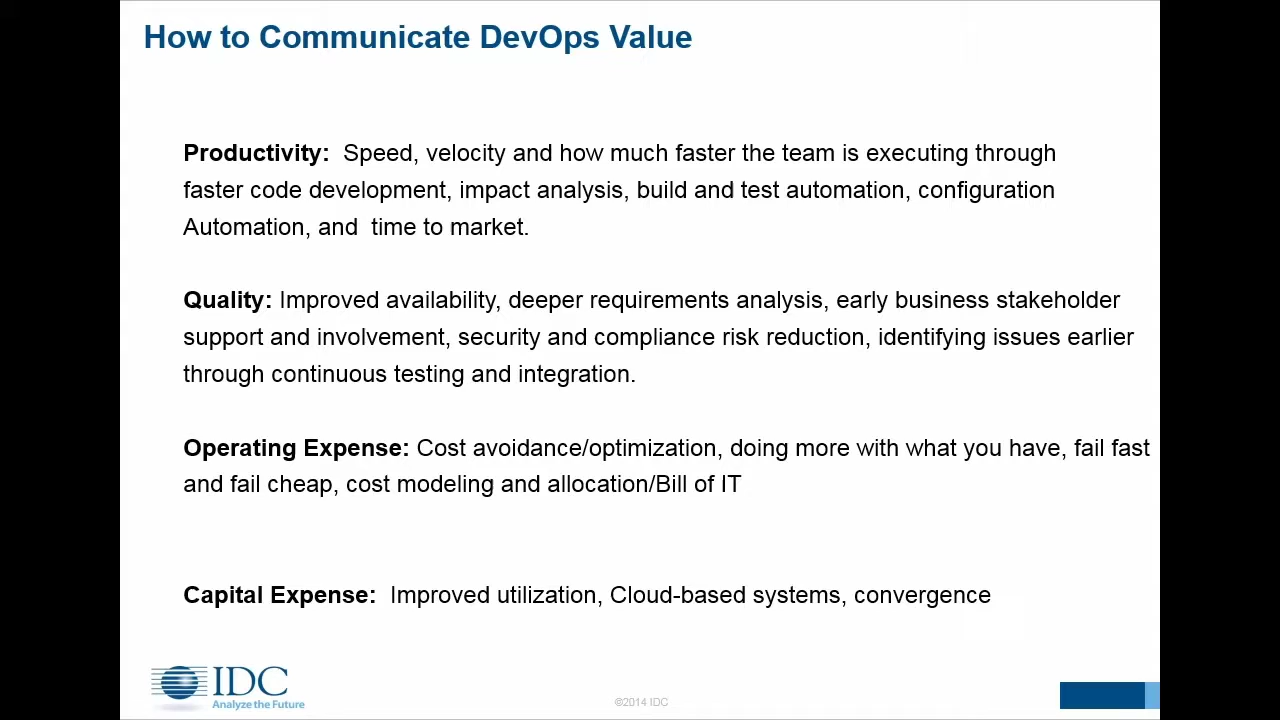 How to Communicate DevOps Value
Productivity:  Speed, velocity and how much faster the team is executing through
faster code development, impact analysis, build and test automation, configuration
Automation, and  time to market.
Quality: Improved availability, deeper requirements analysis, early business stakeholder
support and involvement, security and compliance risk reduction, identifying issues earlier
through continuous testing and integration.
Operating Expense: Cost avoidance/optimization, doing more with what you have, fail fast
and fail cheap, cost modeling and allocation/Bill of IT
Capital Expense:  Improved utilization, Cloud-based systems, convergence
IDC
Analyze the Future
©2014 IDC